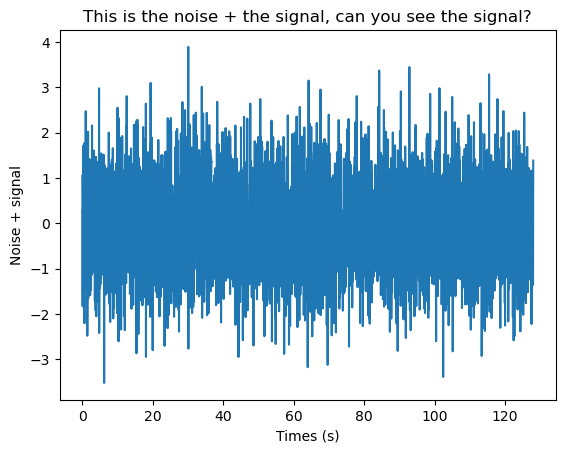 This is the noise + the signal, can you see the signal?
4
3
2
1
0
−1
−2
−3
Noise + signal
0 20 40 60 80 100 120
Times (s)